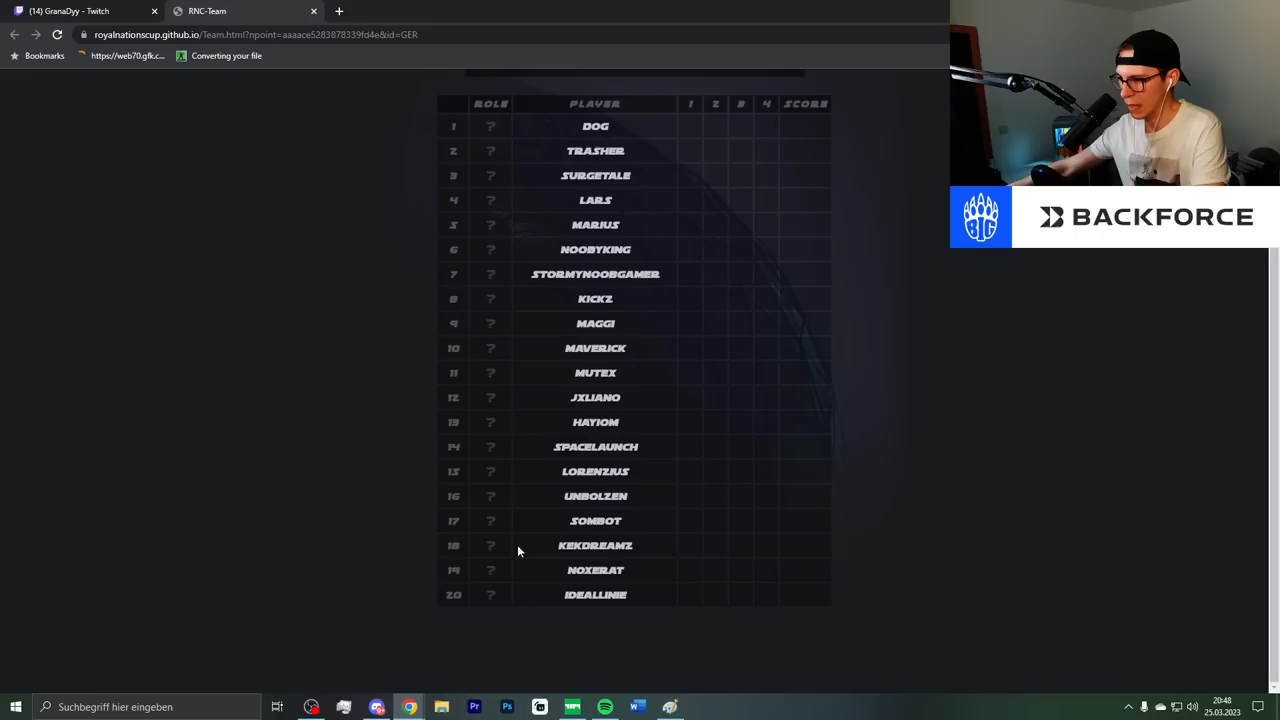 (14) GranaDyy - Twitch
RNC-Team
royalnationscup.github.io/Team.html?npoint=aaaace5283878339fd4e&id=GER
Bookmarks https://web70.gfk.c... Converting your file
ROLE PLAYER 1 2 3 4 SCORE
1 ? DOG
2 ? TRASHER
3 ? SURGETALE
4 ? LARS
5 ? MARIUS
6 ? NOOBYKING
7 ? STORMYNOOBGAMER
8 ? KICKZ
9 ? MAGGI
10 ? MAVERICK
11 ? MUTEX
12 ? JXLIANO
13 ? HAYIOM
14 ? SPACELAUNCH
15 ? LORENZIUS
16 ? UNBOLZEN
17 ? SOMBOT
18 ? KEKDREAMZ
19 ? NOXERAT
20 ? IDEALLINIE
BIG BACKFORCE
Suchbegriff hier eingeben
Pr Ps
20:48
25.03.2023